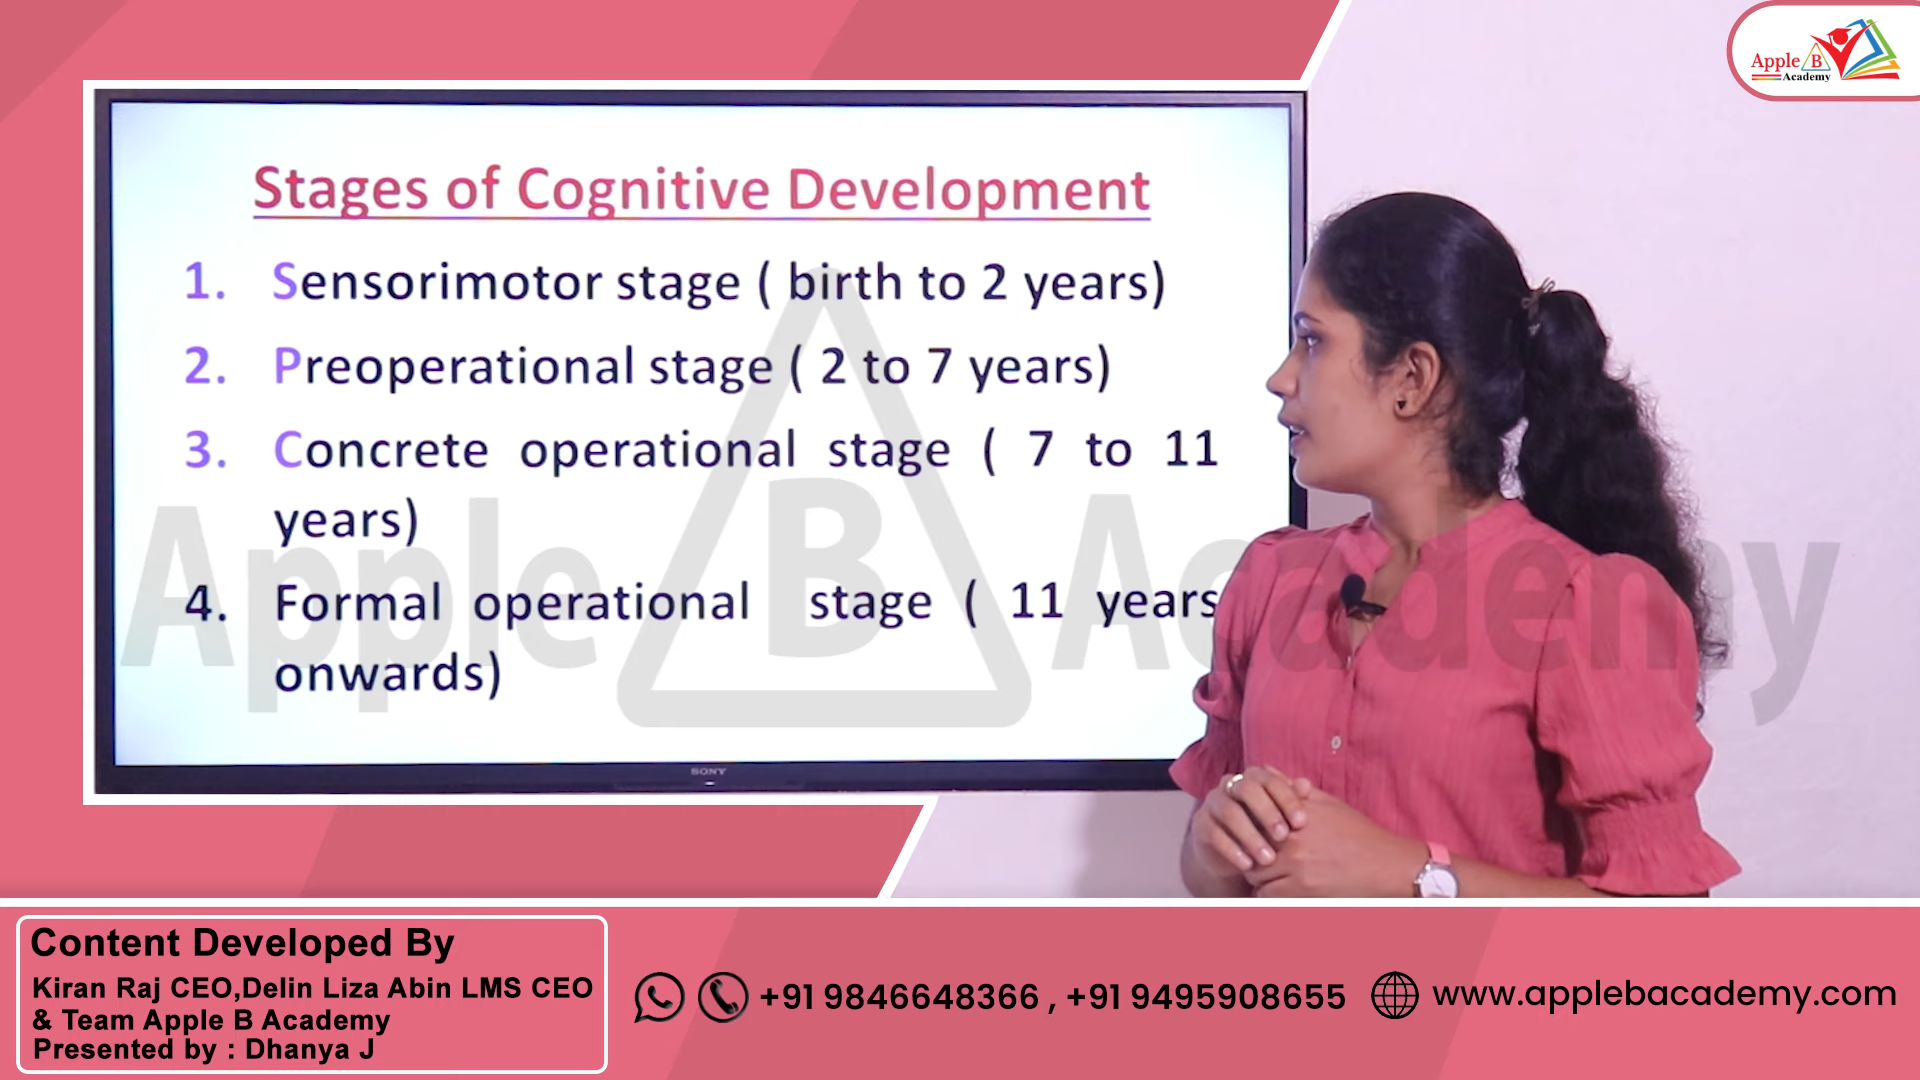 Apple B
Academy
Stages of Cognitive Development
1. Sensorimotor stage ( birth to 2 years)
2. Preoperational stage ( 2 to 7 years)
3. Concrete operational stage ( 7 to 11
years)
4. Formal operational stage ( 11 years
onwards)
Apple B Academy
SONY
Content Developed By
Kiran Raj CEO,Delin Liza Abin LMS CEO
& Team Apple B Academy
Presented by : Dhanya J
+91 9846648366 , +91 9495908655
www.applebacademy.com